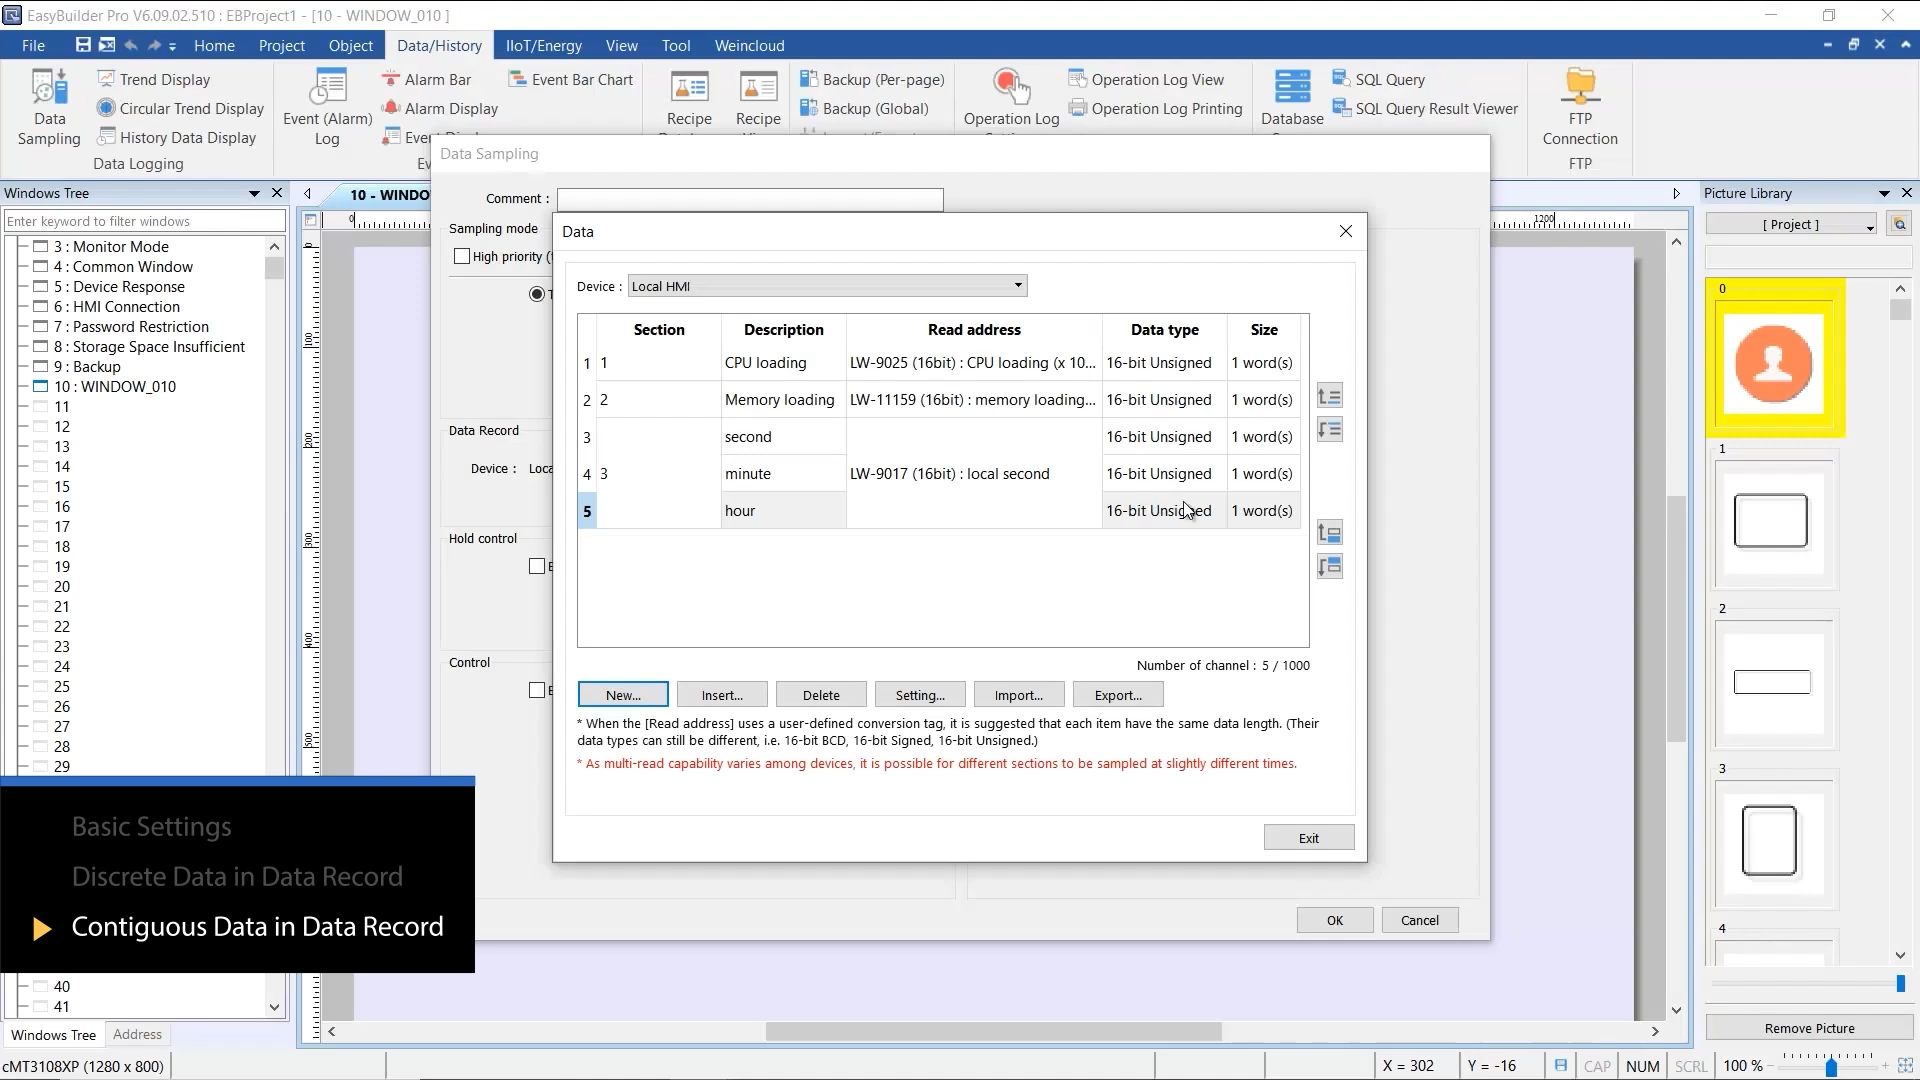 EasyBuilder Pro V6.09.02.510 : EBProject1 - [10 - WINDOW_010 ]
File Home Project Object Data/History IIoT/Energy View Tool Weincloud
Data Sampling
Trend Display
Circular Trend Display
History Data Display
Data Logging
Event (Alarm) Log
Alarm Bar
Alarm Display
Event Bar Chart
Recipe
Recipe
Backup (Per-page)
Backup (Global)
Operation Log
Operation Log View
Operation Log Printing
Database
SQL Query
SQL Query Result Viewer
FTP Connection
FTP
Windows Tree
Enter keyword to filter windows
3 : Monitor Mode
4 : Common Window
5 : Device Response
6 : HMI Connection
7 : Password Restriction
8 : Storage Space Insufficient
9 : Backup
10 : WINDOW_010
11
12
13
14
15
16
17
18
19
20
21
22
23
24
25
26
27
28
29
40
41
Windows Tree Address
10 - WINDO
0
1200
100
200
300
400
500
Data Sampling
Comment :
Sampling mode
High priority (
Data Record
Device : Loca
Hold control
Control
OK Cancel
Data
Device : Local HMI
Section Description Read address Data type Size
1 1 CPU loading LW-9025 (16bit) : CPU loading (x 10... 16-bit Unsigned 1 word(s)
2 2 Memory loading LW-11159 (16bit) : memory loading... 16-bit Unsigned 1 word(s)
3 second 16-bit Unsigned 1 word(s)
4 3 minute LW-9017 (16bit) : local second 16-bit Unsigned 1 word(s)
5 hour 16-bit Unsigned 1 word(s)
Number of channel : 5 / 1000
New... Insert... Delete Setting... Import... Export...
* When the [Read address] uses a user-defined conversion tag, it is suggested that each item have the same data length. (Their
data types can still be different, i.e. 16-bit BCD, 16-bit Signed, 16-bit Unsigned.)
* As multi-read capability varies among devices, it is possible for different sections to be sampled at slightly different times.
Exit
Picture Library
[ Project ]
0
1
2
3
4
Remove Picture
Basic Settings
Discrete Data in Data Record
Contiguous Data in Data Record
cMT3108XP (1280 x 800) X = 302 Y = -16 CAP NUM SCRL 100 %